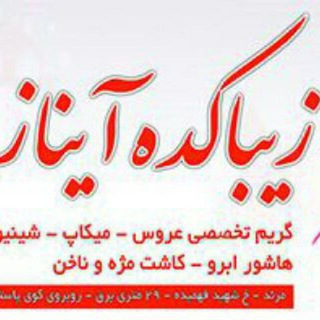 زیباکده آیناز
گریم تخصصی عروس - میکاپ - شینیو
هاشور ابرو - کاشت مژه و ناخن
مرند - خ شهید فهمیده - ۲۹ متری برق - روبروی کوی پاسد